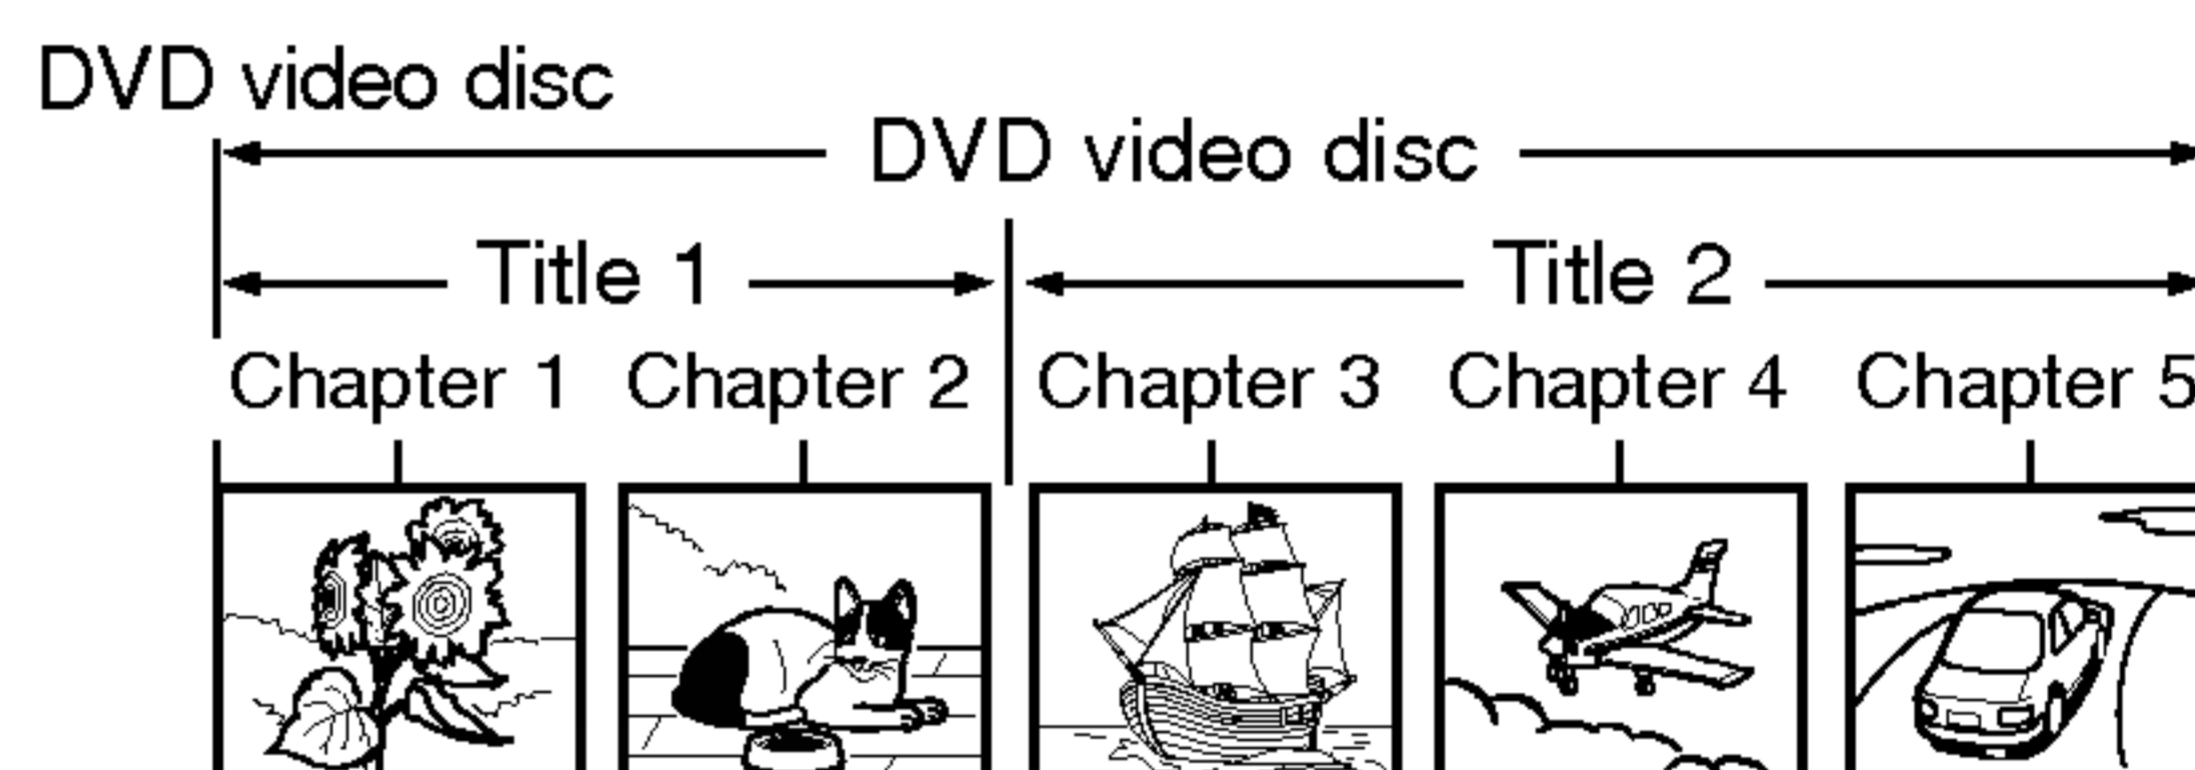 DVD video disc
DVD video disc
Title 1 Title 2
Chapter 1 Chapter 2 Chapter 3 Chapter 4 Chapter 5